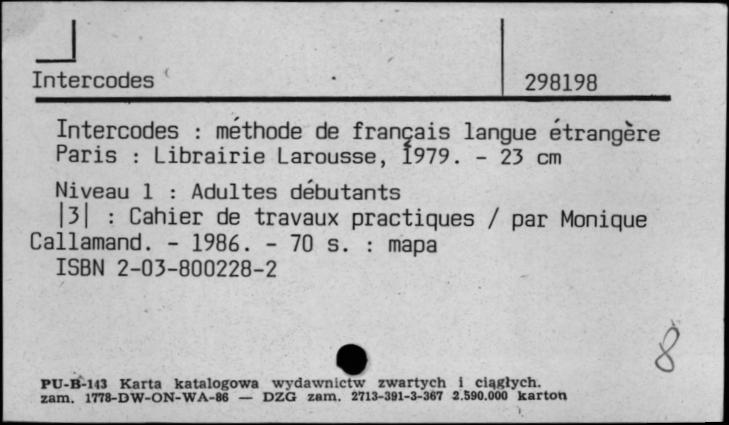 Intercodes 298198
Intercodes : méthode de français langue étrangère
Paris : Librairie Larousse, 1979. - 23 cm
Niveau 1 : Adultes débutants
|3| : Cahier de travaux practiques / par Monique
Callamand. - 1986. - 70 s. : mapa
ISBN 2-03-800228-2
8
PU-B-143 Karta katalogowa wydawnictw zwartych i ciągłych.
zam. 1778-DW-ON-WA-86 — DZG zam. 2713-391-3-367 2.590.000 karton